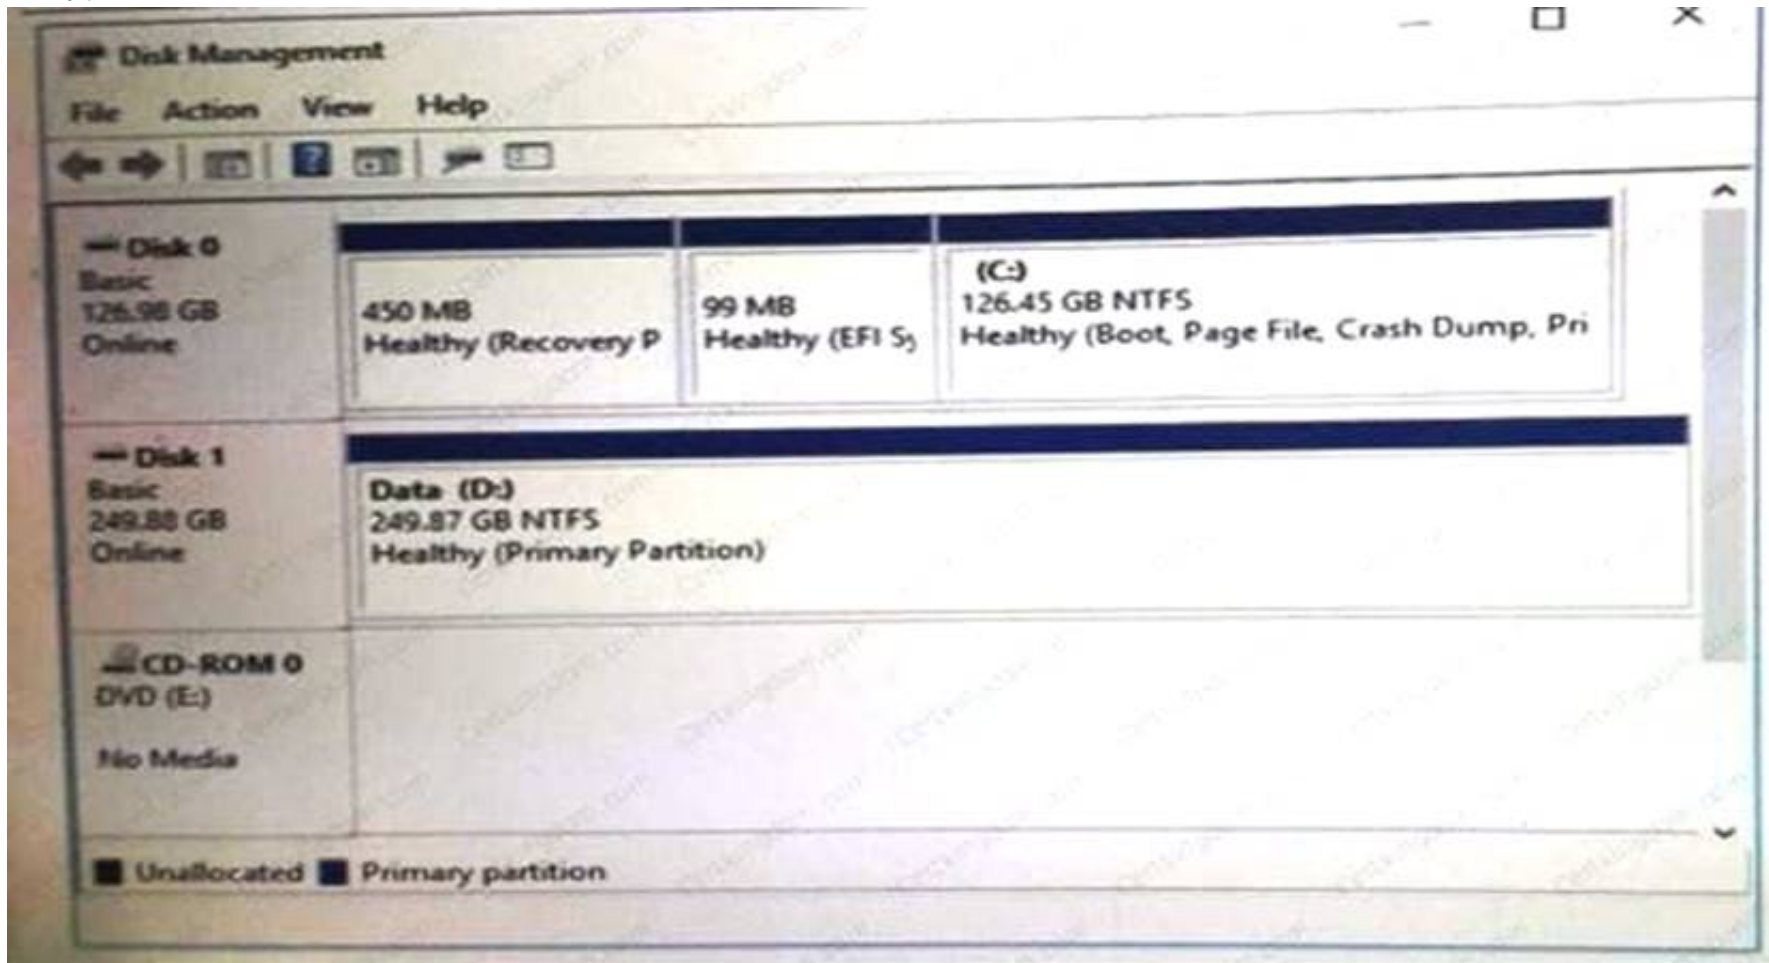 Disk Management
File Action View Help
Disk 0
Basic
126.98 GB
Online
450 MB
Healthy (Recovery P
99 MB
Healthy (EFI Sy
(C:)
126.45 GB NTFS
Healthy (Boot, Page File, Crash Dump, Pri
Disk 1
Basic
249.88 GB
Online
Data (D:)
249.87 GB NTFS
Healthy (Primary Partition)
CD-ROM 0
DVD (E:)
No Media
Unallocated Primary partition